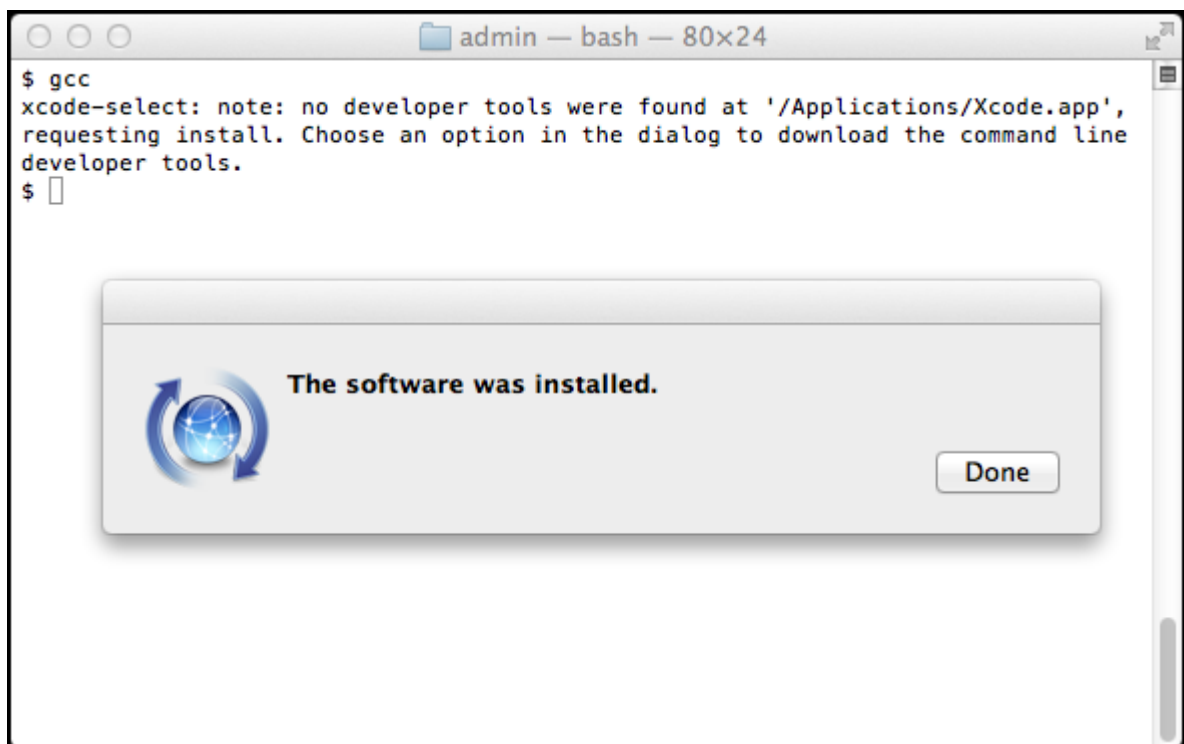 admin — bash — 80×24
$ gcc
xcode-select: note: no developer tools were found at '/Applications/Xcode.app',
requesting install. Choose an option in the dialog to download the command line
developer tools.
$
The software was installed.
Done